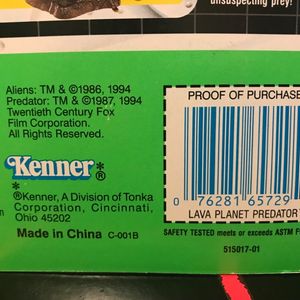 unsuspecting prey!
Aliens: TM & ©1986, 1994
Predator: TM & ©1987, 1994
Twentieth Century Fox
Film Corporation.
All Rights Reserved.
Kenner®
®Kenner, A Division of Tonka
Corporation, Cincinnati,
Ohio 45202
Made in China C-001B
PROOF OF PURCHASE
0 76281 65729
LAVA PLANET PREDATOR
SAFETY TESTED meets or exceeds ASTM
515017-01